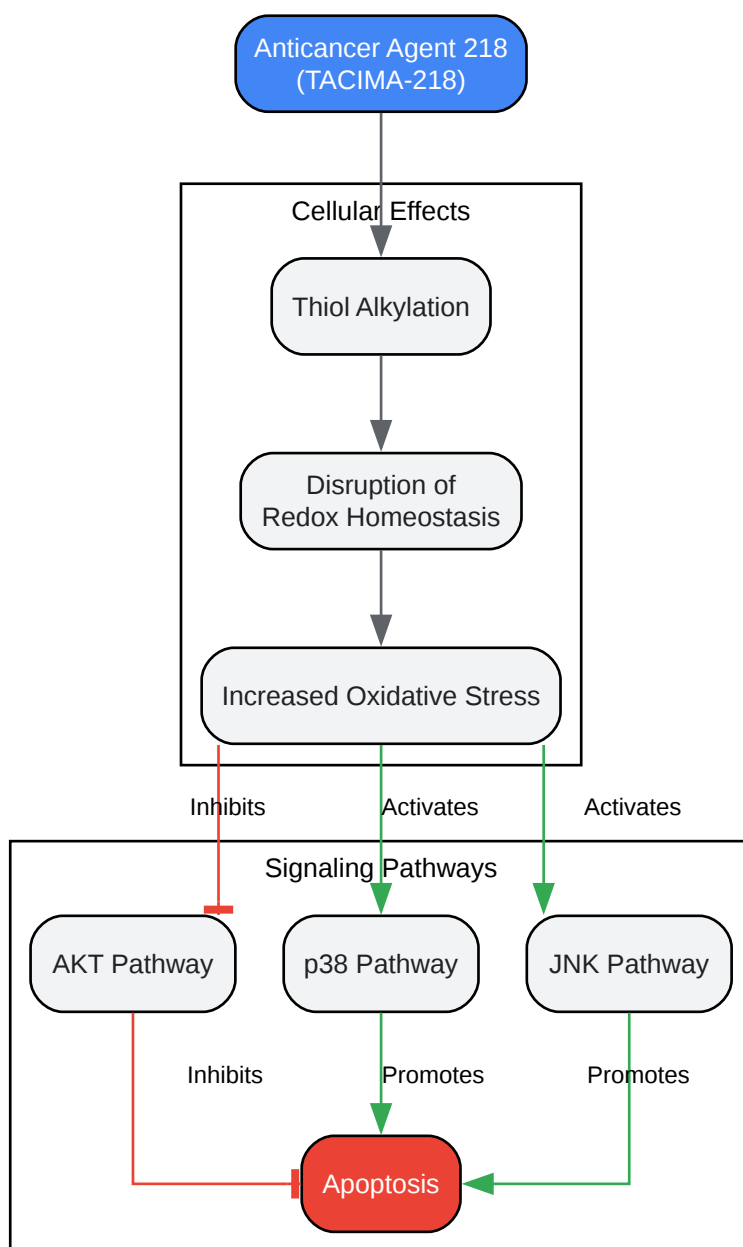 Anticancer Agent 218
(TACIMA-218)
Cellular Effects
Thiol Alkylation
Disruption of
Redox Homeostasis
Increased Oxidative Stress
Inhibits
Activates
Activates
Signaling Pathways
AKT Pathway
p38 Pathway
JNK Pathway
Inhibits
Promotes
Promotes
Apoptosis